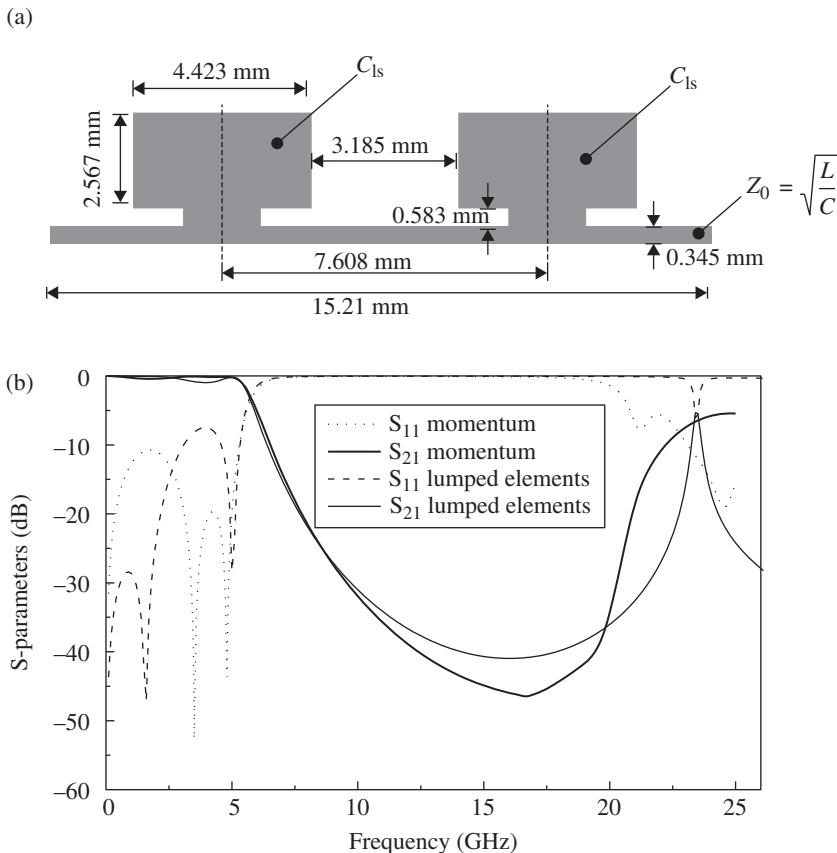 (a)
4.423 mm
C_ls
C_ls
2.567 mm
3.185 mm
0.583 mm
Z_0 = √(L/C)
7.608 mm
0.345 mm
15.21 mm
(b)
S-parameters (dB)
0
−10
−20
−30
−40
−50
−60
S_11 momentum
S_21 momentum
S_11 lumped elements
S_21 lumped elements
0 5 10 15 20 25
Frequency (GHz)